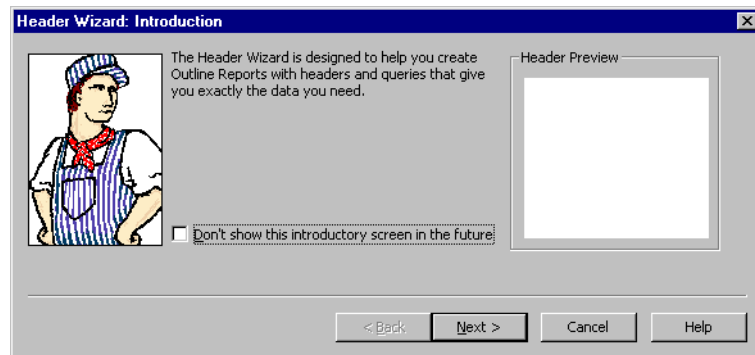 Header Wizard: Introduction
The Header Wizard is designed to help you create
Outline Reports with headers and queries that give
you exactly the data you need.
Header Preview
Don't show this introductory screen in the future
< Back
Next >
Cancel
Help